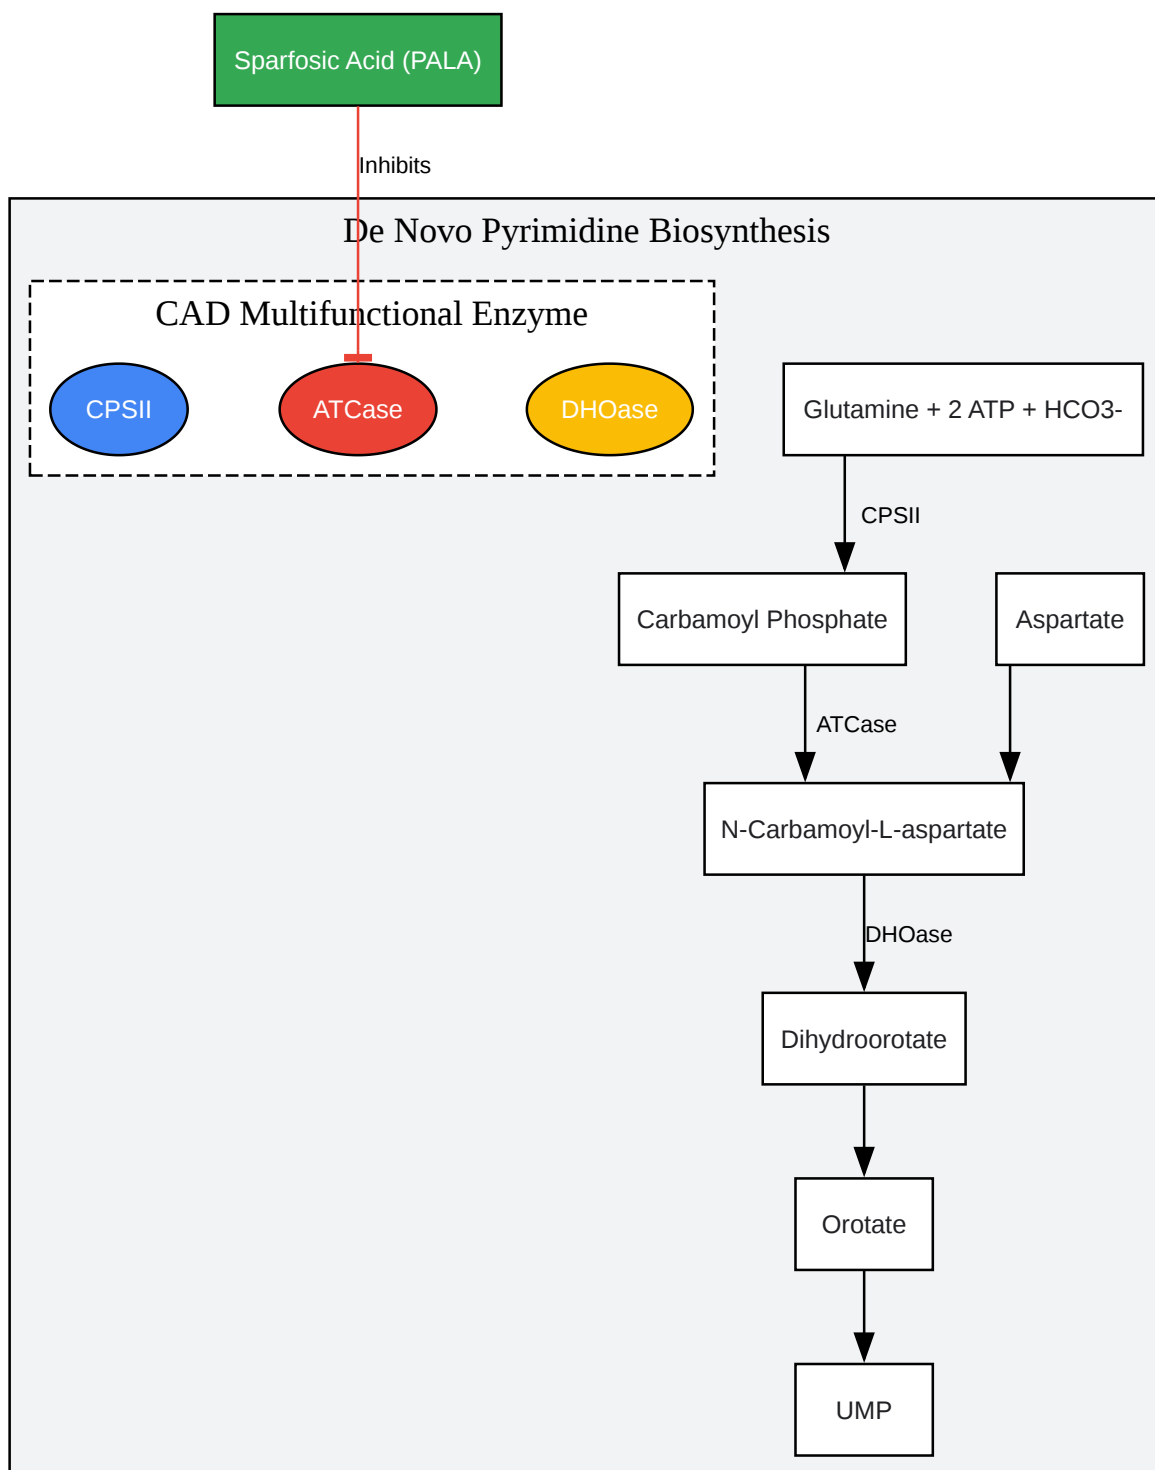 Sparfosic Acid (PALA)
Inhibits
De Novo Pyrimidine Biosynthesis
CAD Multifunctional Enzyme
CPSII
ATCase
DHOase
Glutamine + 2 ATP + HCO3-
CPSII
Carbamoyl Phosphate
Aspartate
ATCase
N-Carbamoyl-L-aspartate
DHOase
Dihydroorotate
Orotate
UMP